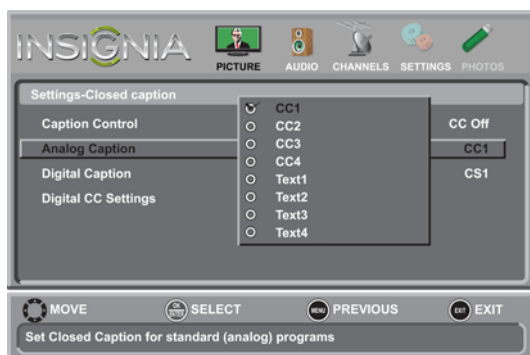 INSIGNIA
PICTURE AUDIO CHANNELS SETTINGS PHOTOS
Settings-Closed caption
Caption Control CC Off
Analog Caption CC1
Digital Caption CS1
Digital CC Settings
CC1
CC2
CC3
CC4
Text1
Text2
Text3
Text4
MOVE OK ENTER SELECT MENU PREVIOUS EXIT EXIT
Set Closed Caption for standard (analog) programs